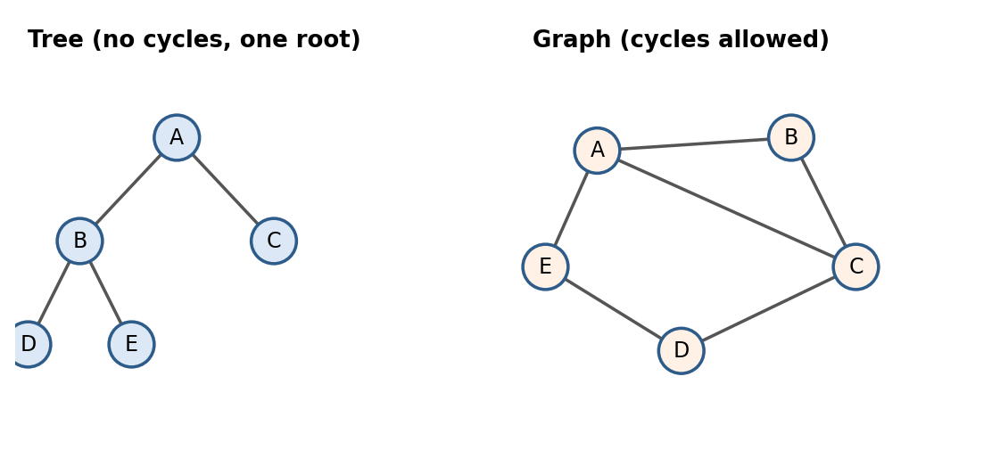 Tree (no cycles, one root)
A
B
C
D
E
Graph (cycles allowed)
A
B
E
C
D